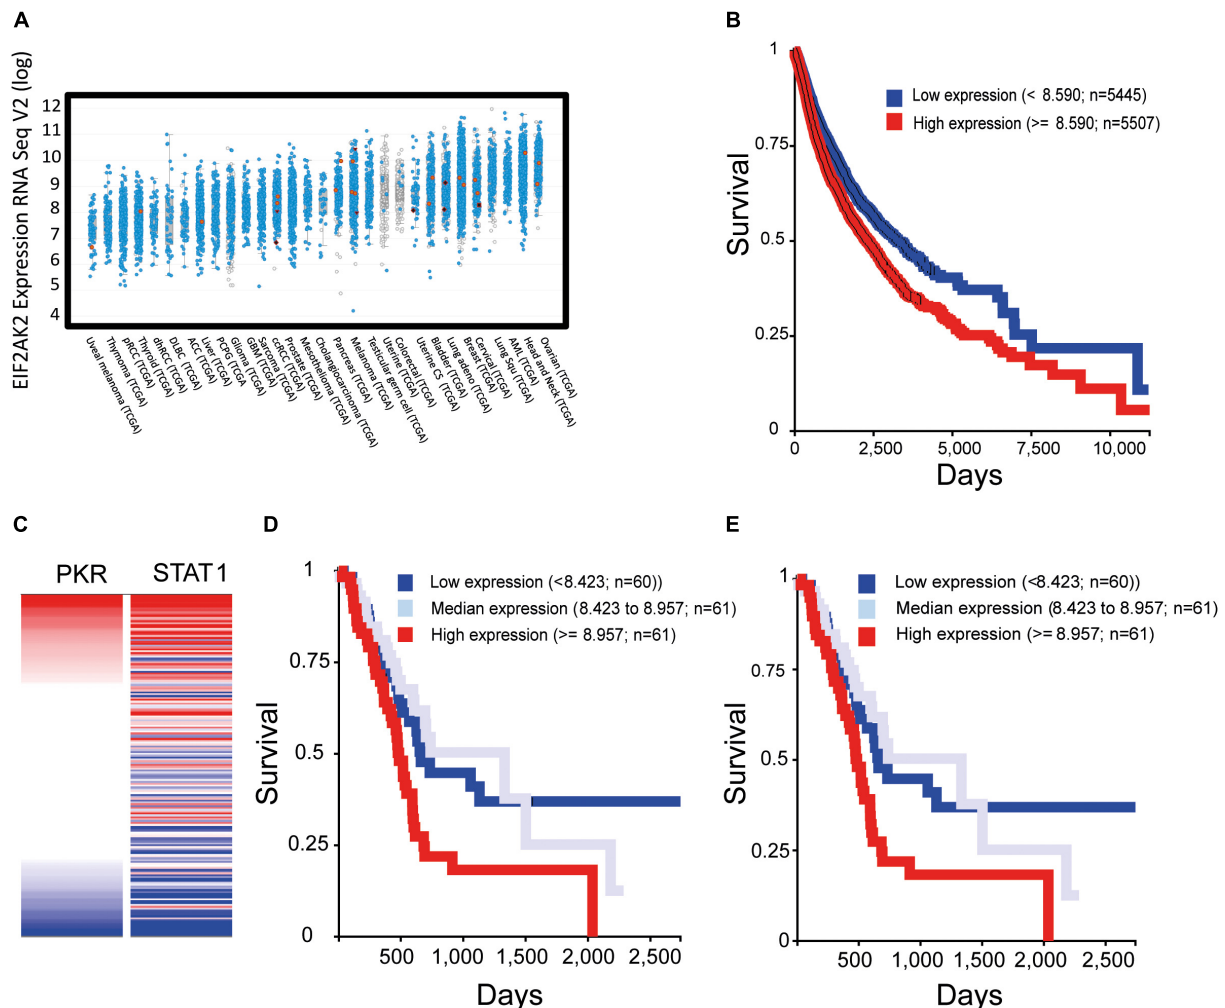 A
EIF2AK2 Expression RNA Seq V2 (log)
12
11
10
9
8
7
6
5
4
Uveal melanoma (TCGA)
Thymoma (TCGA)
pRCC (TCGA)
Thyroid (TCGA)
dhRCC (TCGA)
DLBC (TCGA)
ACC (TCGA)
Liver (TCGA)
PCPG (TCGA
Glioma (TCGA)
GBM (TCGA)
Sarcoma (TCGA)
ccRCC (TCGA)
Prostate (TCGA)
Mesothelioma (TCGA)
Cholangiocarcinoma (TCGA)
Pancreas (TCGA)
Melanoma (TCGA)
Testicular germ cell (TCGA)
Uterine (TCGA)
Colorectal (TCGA)
Uterine CS (TCGA)
Bladder (TCGA)
Lung adeno (TCGA)
Breast (TCGA)
Cervical (TCGA)
Lung Squ (TCGA)
AML (TCGA)
Head and Neck (TCGA)
Ovarian (TCGA)
B
Survival
1
0.75
0.5
0.25
0
Low expression (< 8.590; n=5445)
High expression (>= 8.590; n=5507)
0
2,500
5,000
7,500
10,000
Days
C
PKR
STAT1
D
Survival
1
0.75
0.5
0.25
0
Low expression (<8.423; n=60))
Median expression (8.423 to 8.957; n=61)
High expression (>= 8.957; n=61)
500
1,000
1,500
2,000
2,500
Days
E
Survival
1
0.75
0.5
0.25
0
Low expression (<8.423; n=60))
Median expression (8.423 to 8.957; n=61)
High expression (>= 8.957; n=61)
500
1,000
1,500
2,000
2,500
Days